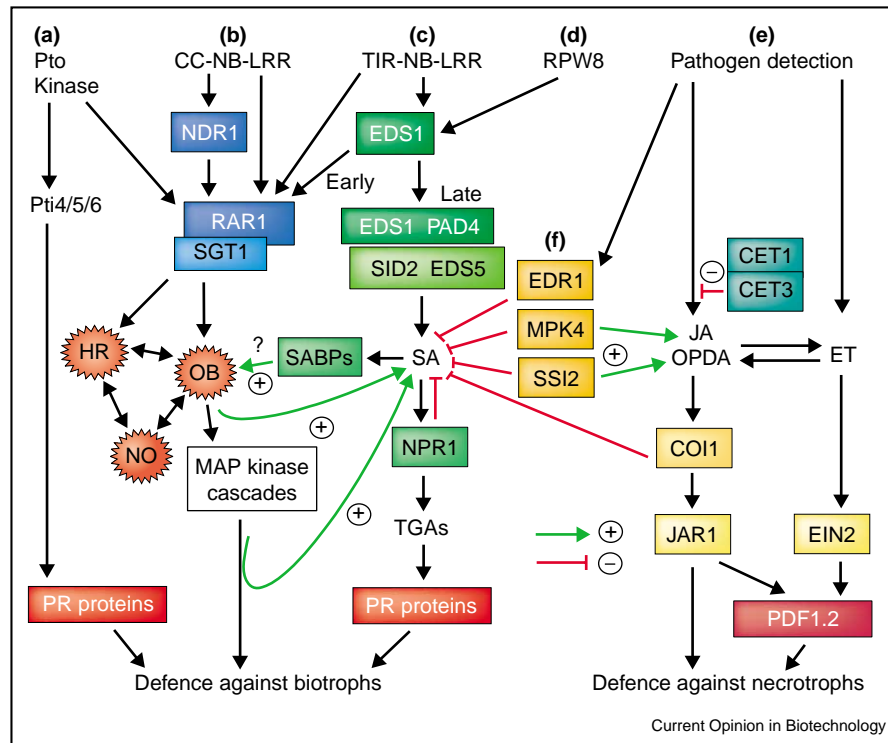 (a)
(b)
(c)
(d)
(e)
Pto
Kinase
CC-NB-LRR
TIR-NB-LRR
RPW8
Pathogen detection
NDR1
EDS1
Early
Late
Pti4/5/6
RAR1
SGT1
EDS1 PAD4
SID2 EDS5
(f)
EDR1
MPK4
SSI2
CET1
CET3
−
JA
OPDA
ET
HR
OB
NO
?
+
SABPs
SA
+
+
NPR1
COI1
MAP kinase
cascades
+
TGAs
+
−
JAR1
EIN2
PR proteins
PR proteins
PDF1.2
Defence against biotrophs
Defence against necrotrophs
Current Opinion in Biotechnology